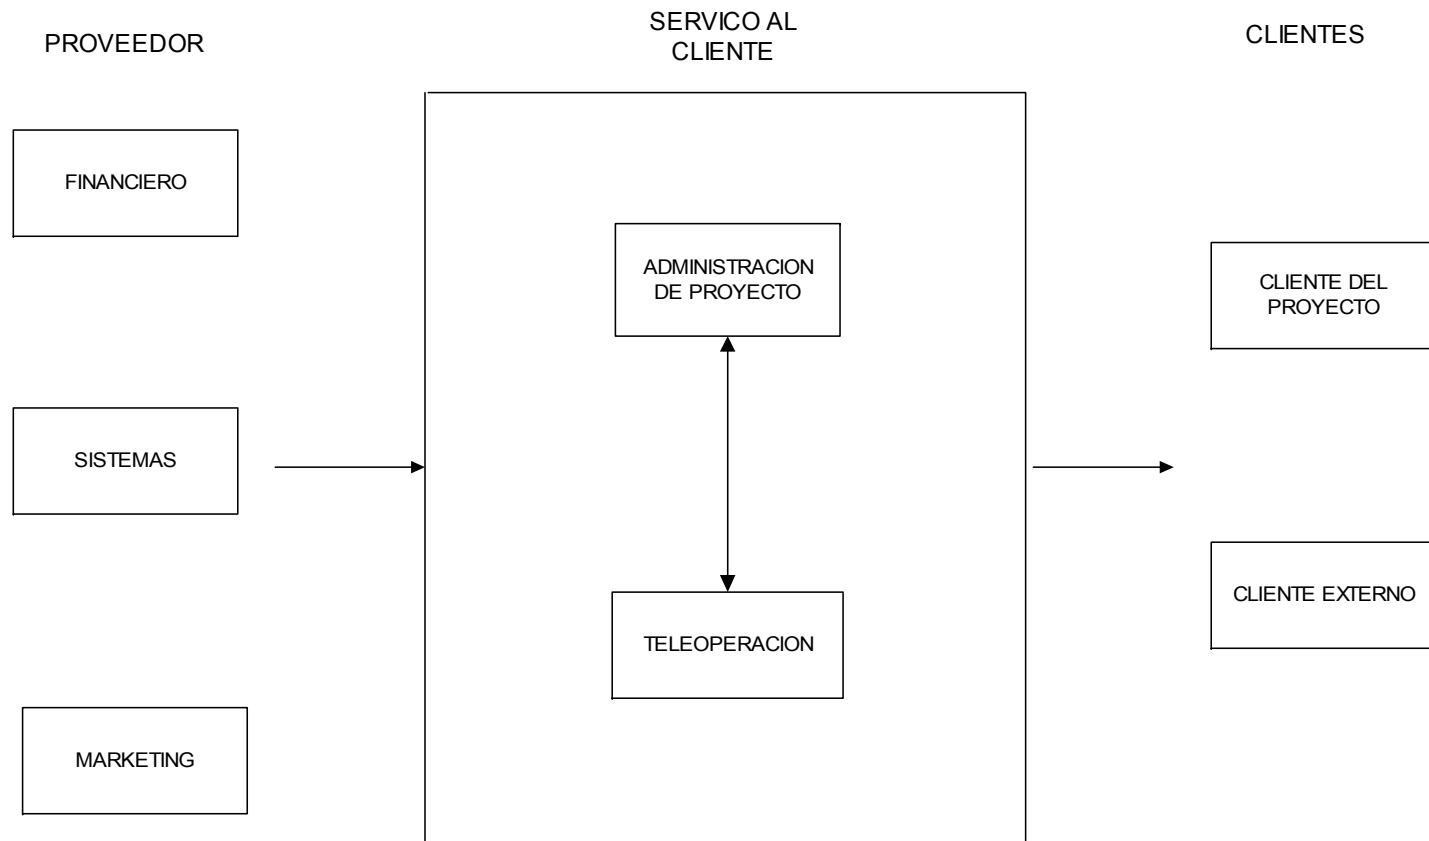 PROVEEDOR
SERVICO AL
CLIENTE
CLIENTES
FINANCIERO
ADMINISTRACION
DE PROYECTO
CLIENTE DEL
PROYECTO
SISTEMAS
CLIENTE EXTERNO
TELEOPERACION
MARKETING